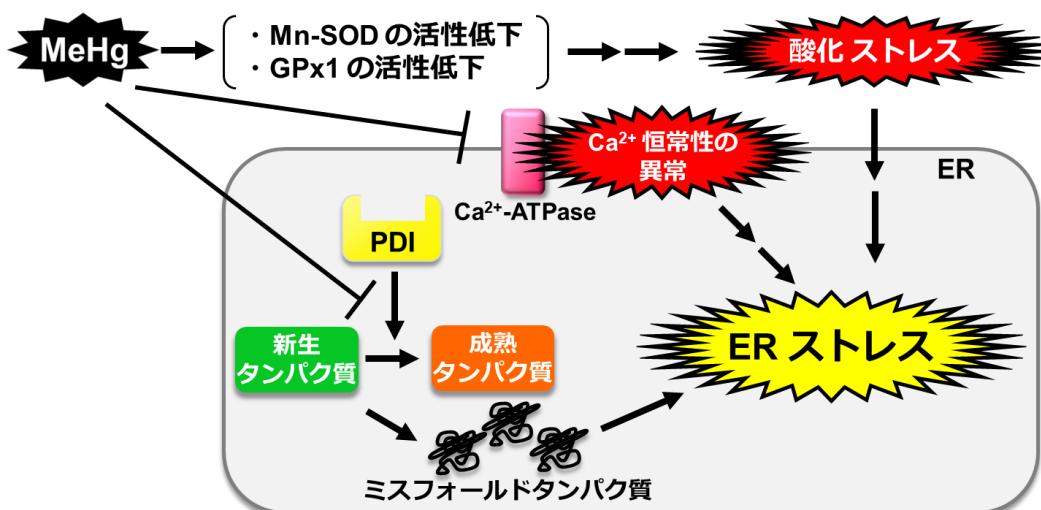 MeHg
・Mn-SOD の活性低下
・GPx1 の活性低下
酸化 ストレス
Ca²⁺ 恒常性の
異常
ER
Ca²⁺-ATPase
PDI
新生
タンパク質
成熟
タンパク質
ER ストレス
ミスフォールドタンパク質